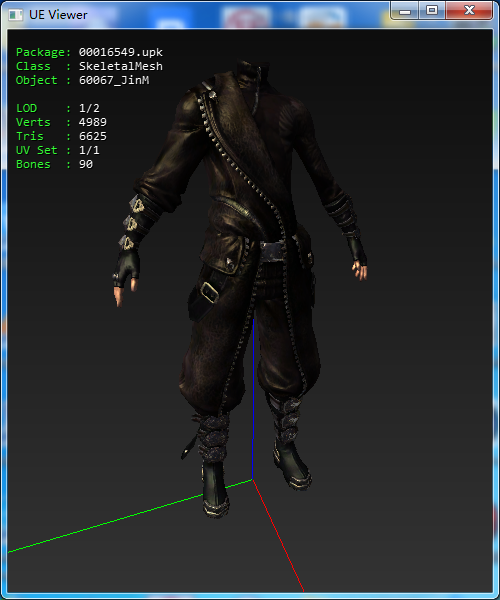 UE Viewer
Package: 00016549.upk
Class : SkeletalMesh
Object : 60067_JinM
LOD : 1/2
Verts : 4989
Tris : 6625
UV Set : 1/1
Bones : 90